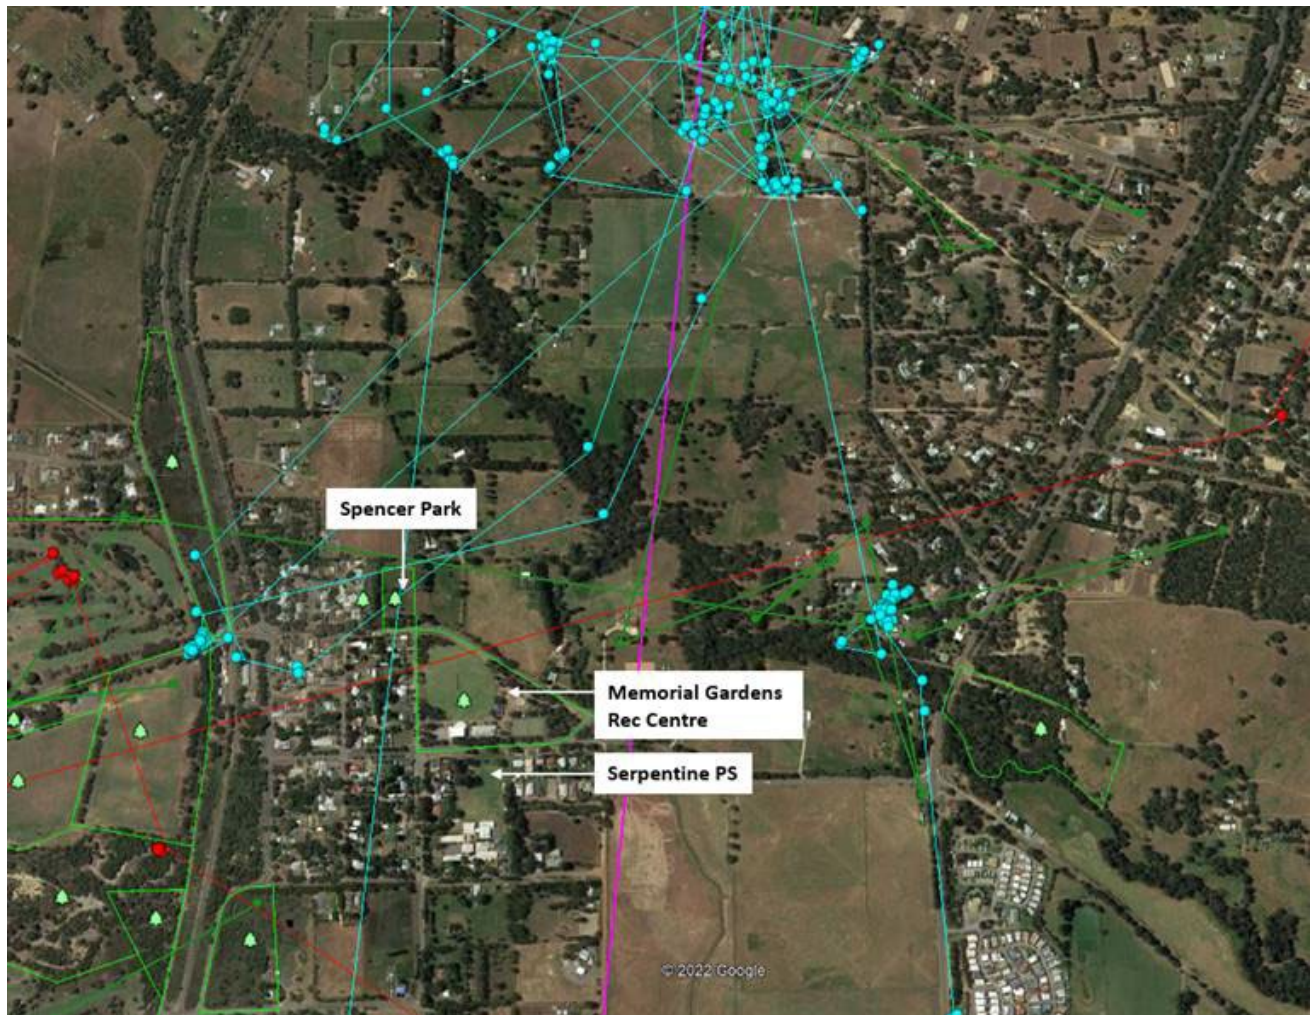 Spencer Park
Memorial Gardens
Rec Centre
Serpentine PS
© 2022 Google